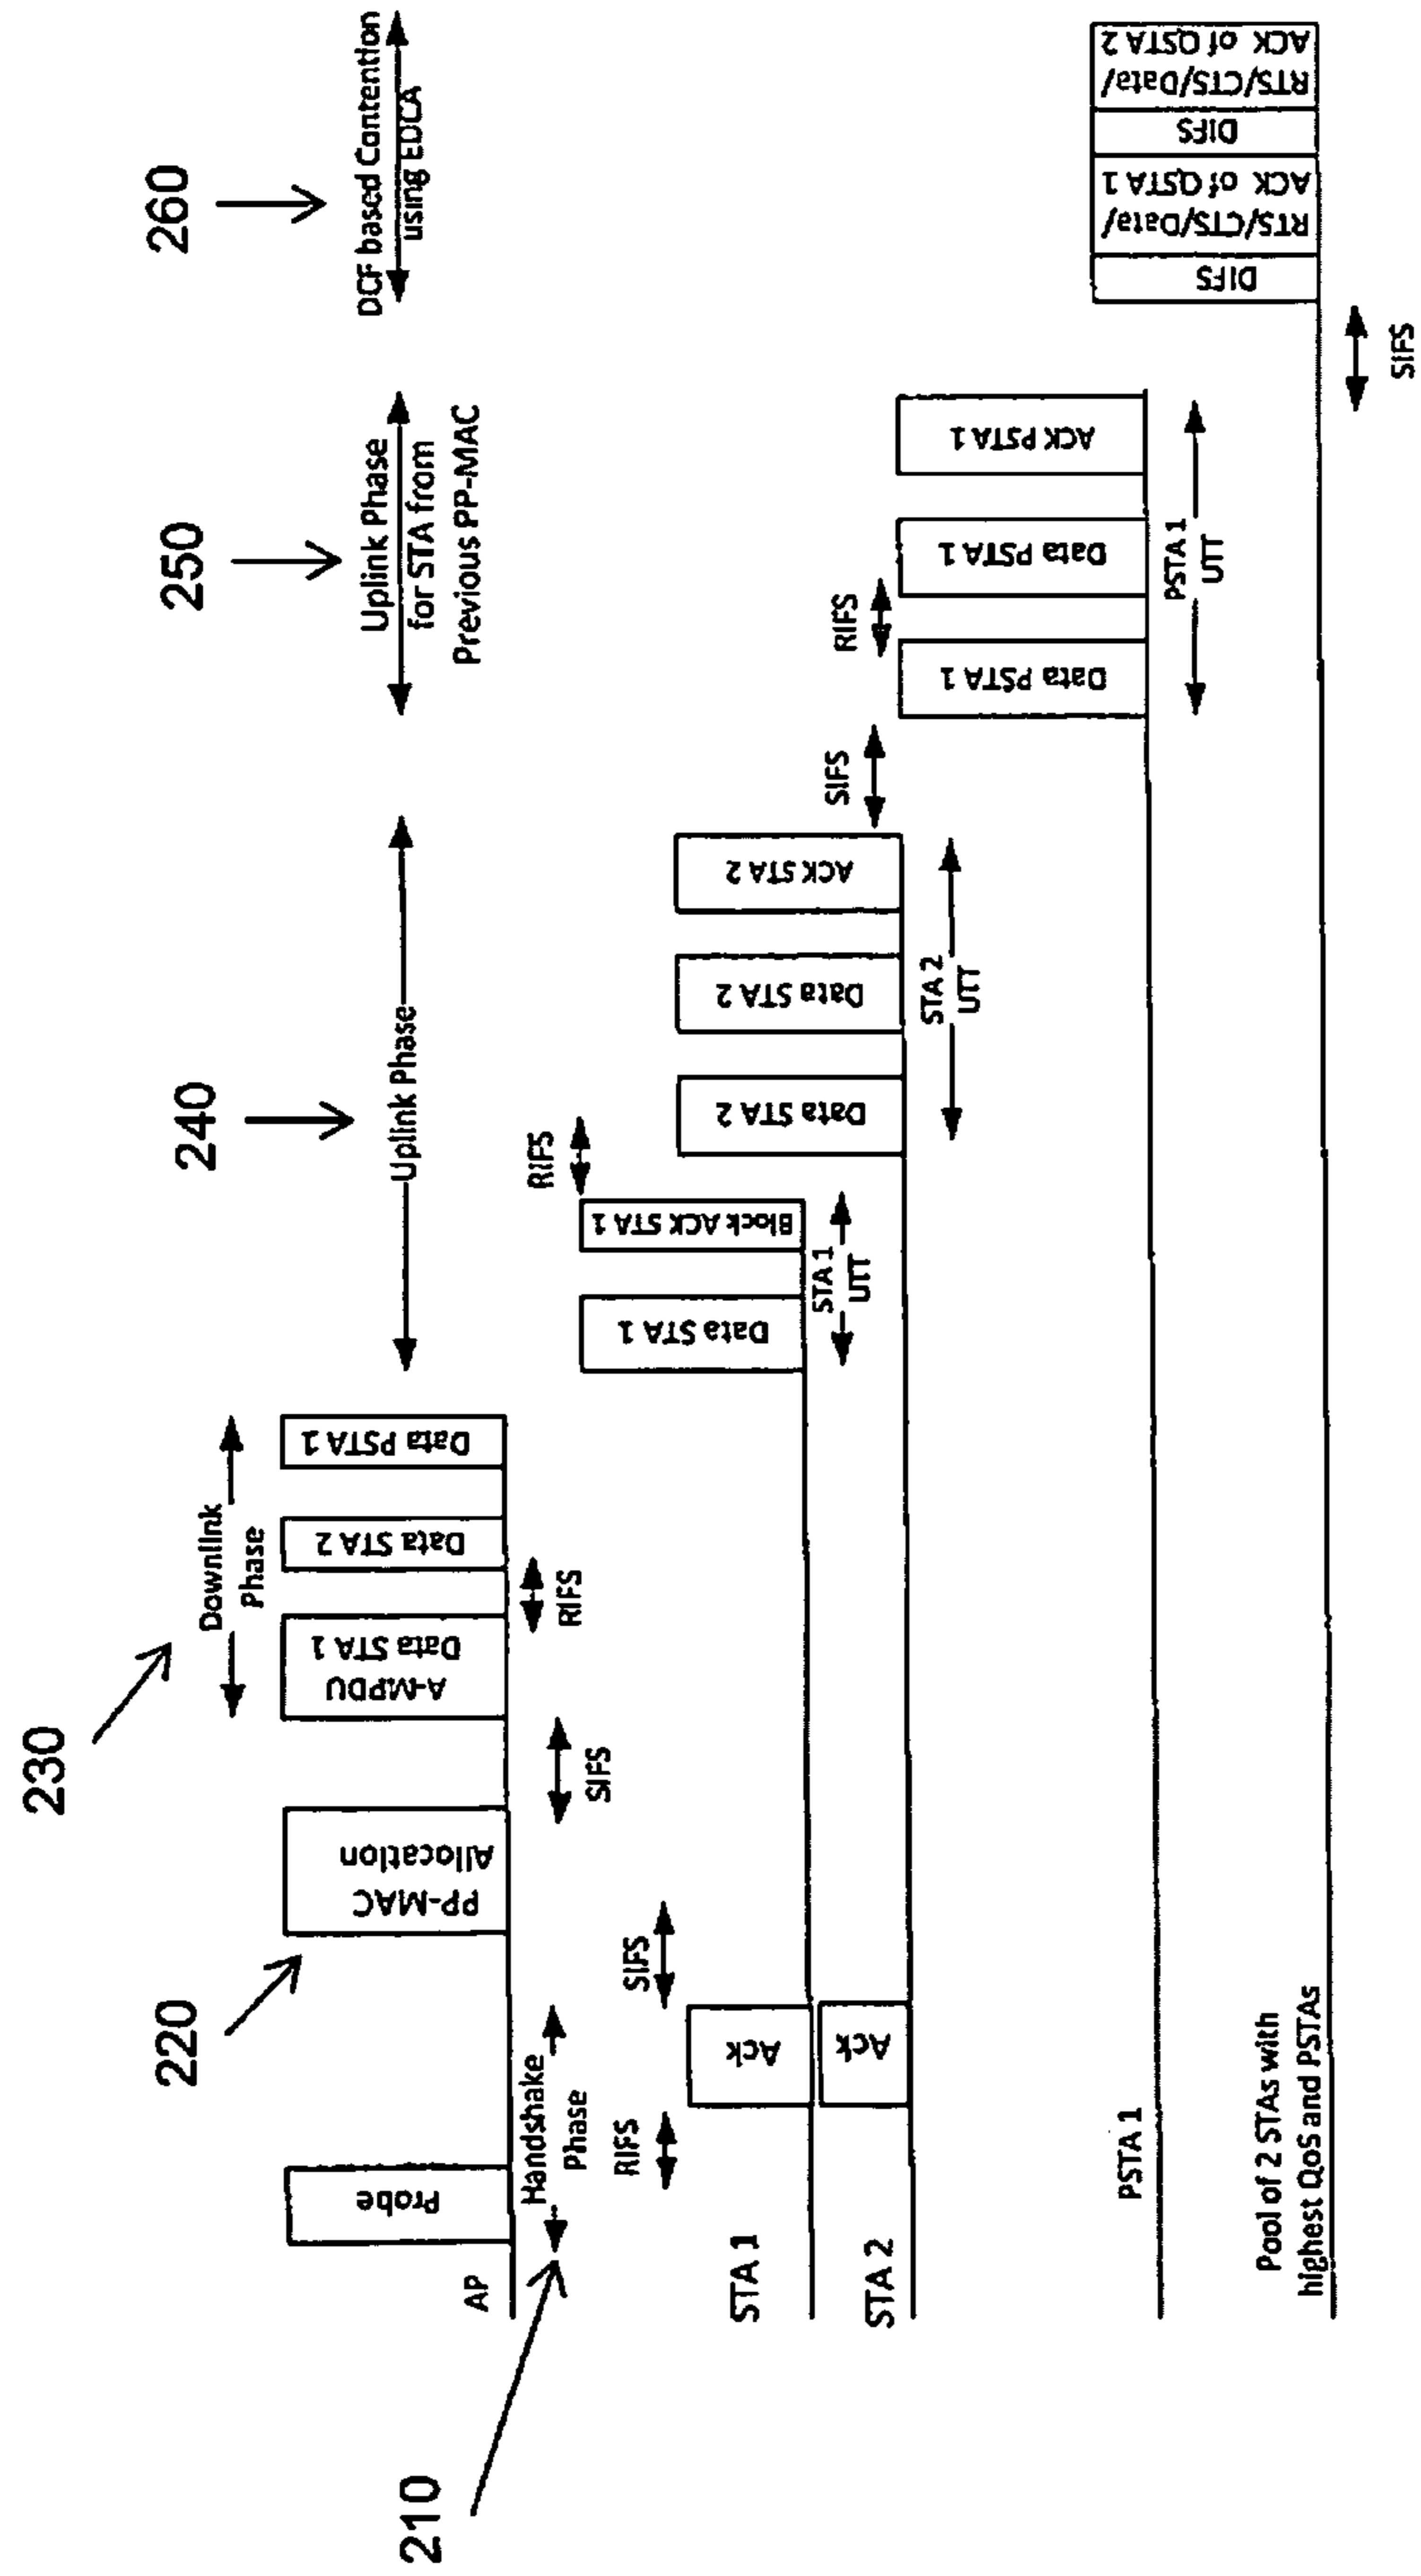 210
220
230
240
250
260
Downlink
Phase
Uplink Phase
Uplink Phase
for STA from
Previous PP-MAC
DCF based Contention
using EDCA
AP
Probe
PP-MAC
Allocation
A-MPDU
Data STA 1
Data STA 2
Data PSTA 1
Handshake
Phase
SIFS
RIFS
RIFS
SIFS
STA 1
Ack
Data STA 1
Block ACK STA 1
RIFS
STA 1
UTT
STA 2
Ack
Data STA 2
Data STA 2
ACK STA 2
SIFS
STA 2
UTT
PSTA 1
Data PSTA 1
RIFS
Data PSTA 1
ACK PSTA 1
PSTA 1
UTT
Pool of 2 STAs with
highest QoS and PSTAs
SIFS
DIFS
RTS/CTS/Data/
ACK of QSTA 1
DIFS
RTS/CTS/Data/
ACK of QSTA 2